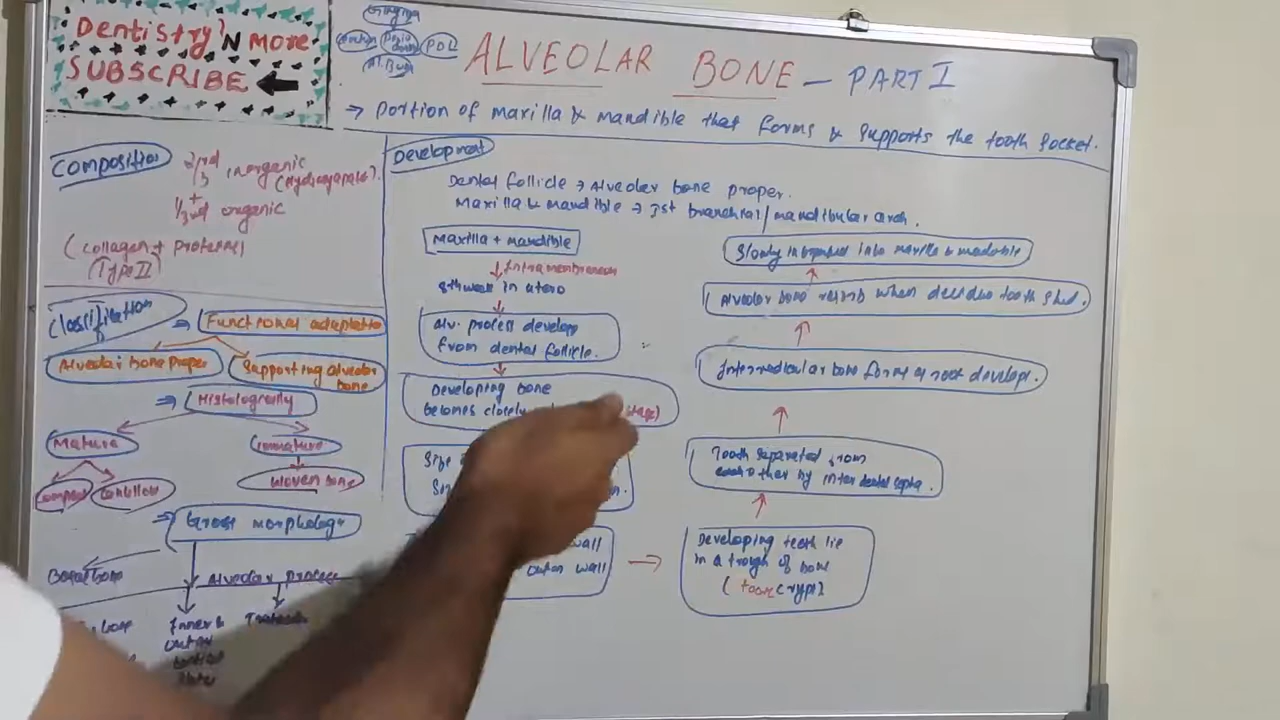 Dentistry'N More
SUBSCRIBE
Gingiva
PDL
ALVEOLAR BONE - PART I
→ portion of maxilla & mandible that forms & supports the tooth socket.
Composition
2/3rd inorganic
(Hydroxyapatite).
+
1/3rd organic
(collagen + proteins)
Classification
⇒ Functional adaptation
Alveolar bone proper
Supporting alveolar
bone
⇒ Histologically
Mature
Immature
compact
cancellous
woven bone
⇒ Gross morphology
Basal bone
Alveolar process
Inner &
outer
cortical
plate
Development
Dental follicle → Alveolar bone proper.
Maxilla & mandible → 1st branchial/mandibular arch.
Maxilla + mandible
↓ Intramembranous
8th week in utero
Alv. process develop
from dental follicle.
Developing bone
becomes closely
stage)
wall
outer wall
Developing teeth lie
in a trough of bone
(tooth crypt)
Tooth separated from
each other by interdental septa.
Interradicular bone forms as root develops.
Alveolar bone resorb when deciduous tooth shed.
Slowly incorporated into maxilla & mandible